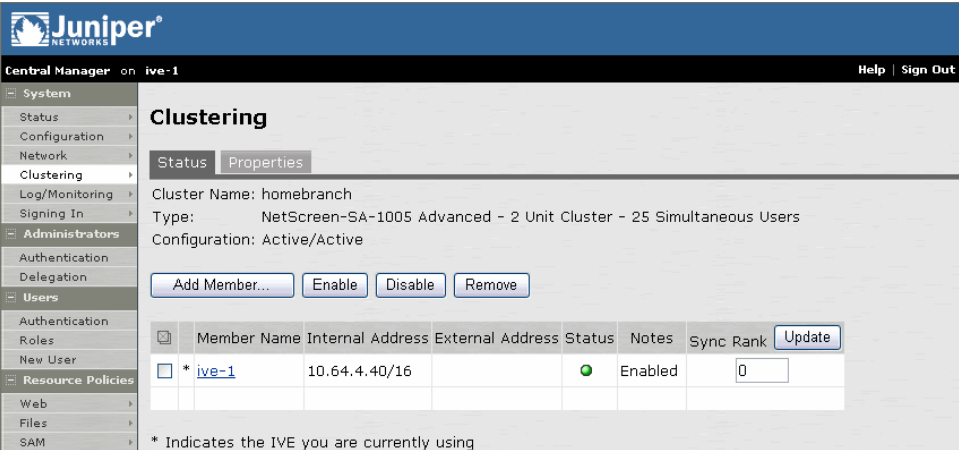 Juniper®
NETWORKS
Central Manager on ive-1
Help | Sign Out
System
Status
Configuration
Network
Clustering
Log/Monitoring
Signing In
Administrators
Authentication
Delegation
Users
Authentication
Roles
New User
Resource Policies
Web
Files
SAM
Clustering
Status Properties
Cluster Name: homebranch
Type: NetScreen-SA-1005 Advanced - 2 Unit Cluster - 25 Simultaneous Users
Configuration: Active/Active
Add Member... Enable Disable Remove
Member Name Internal Address External Address Status Notes Sync Rank Update
* ive-1 10.64.4.40/16 Enabled 0
* Indicates the IVE you are currently using